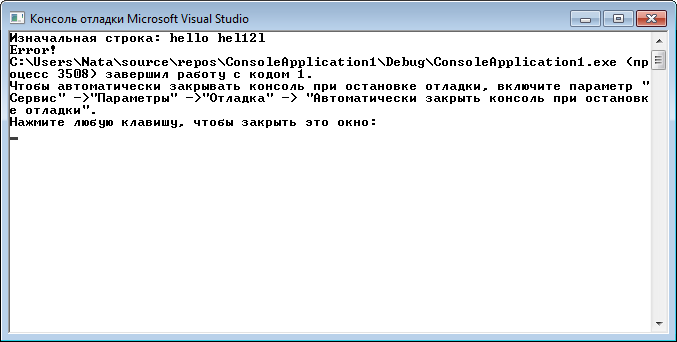 Консоль отладки Microsoft Visual Studio
Изначальная строка: hello hel12l
Error!
C:\Users\Nata\source\repos\ConsoleApplication1\Debug\ConsoleApplication1.exe (пр
оцесс 3508) завершил работу с кодом 1.
Чтобы автоматически закрывать консоль при остановке отладки, включите параметр "
Сервис" ->"Параметры" ->"Отладка" -> "Автоматически закрыть консоль при остановк
е отладки".
Нажмите любую клавишу, чтобы закрыть это окно: